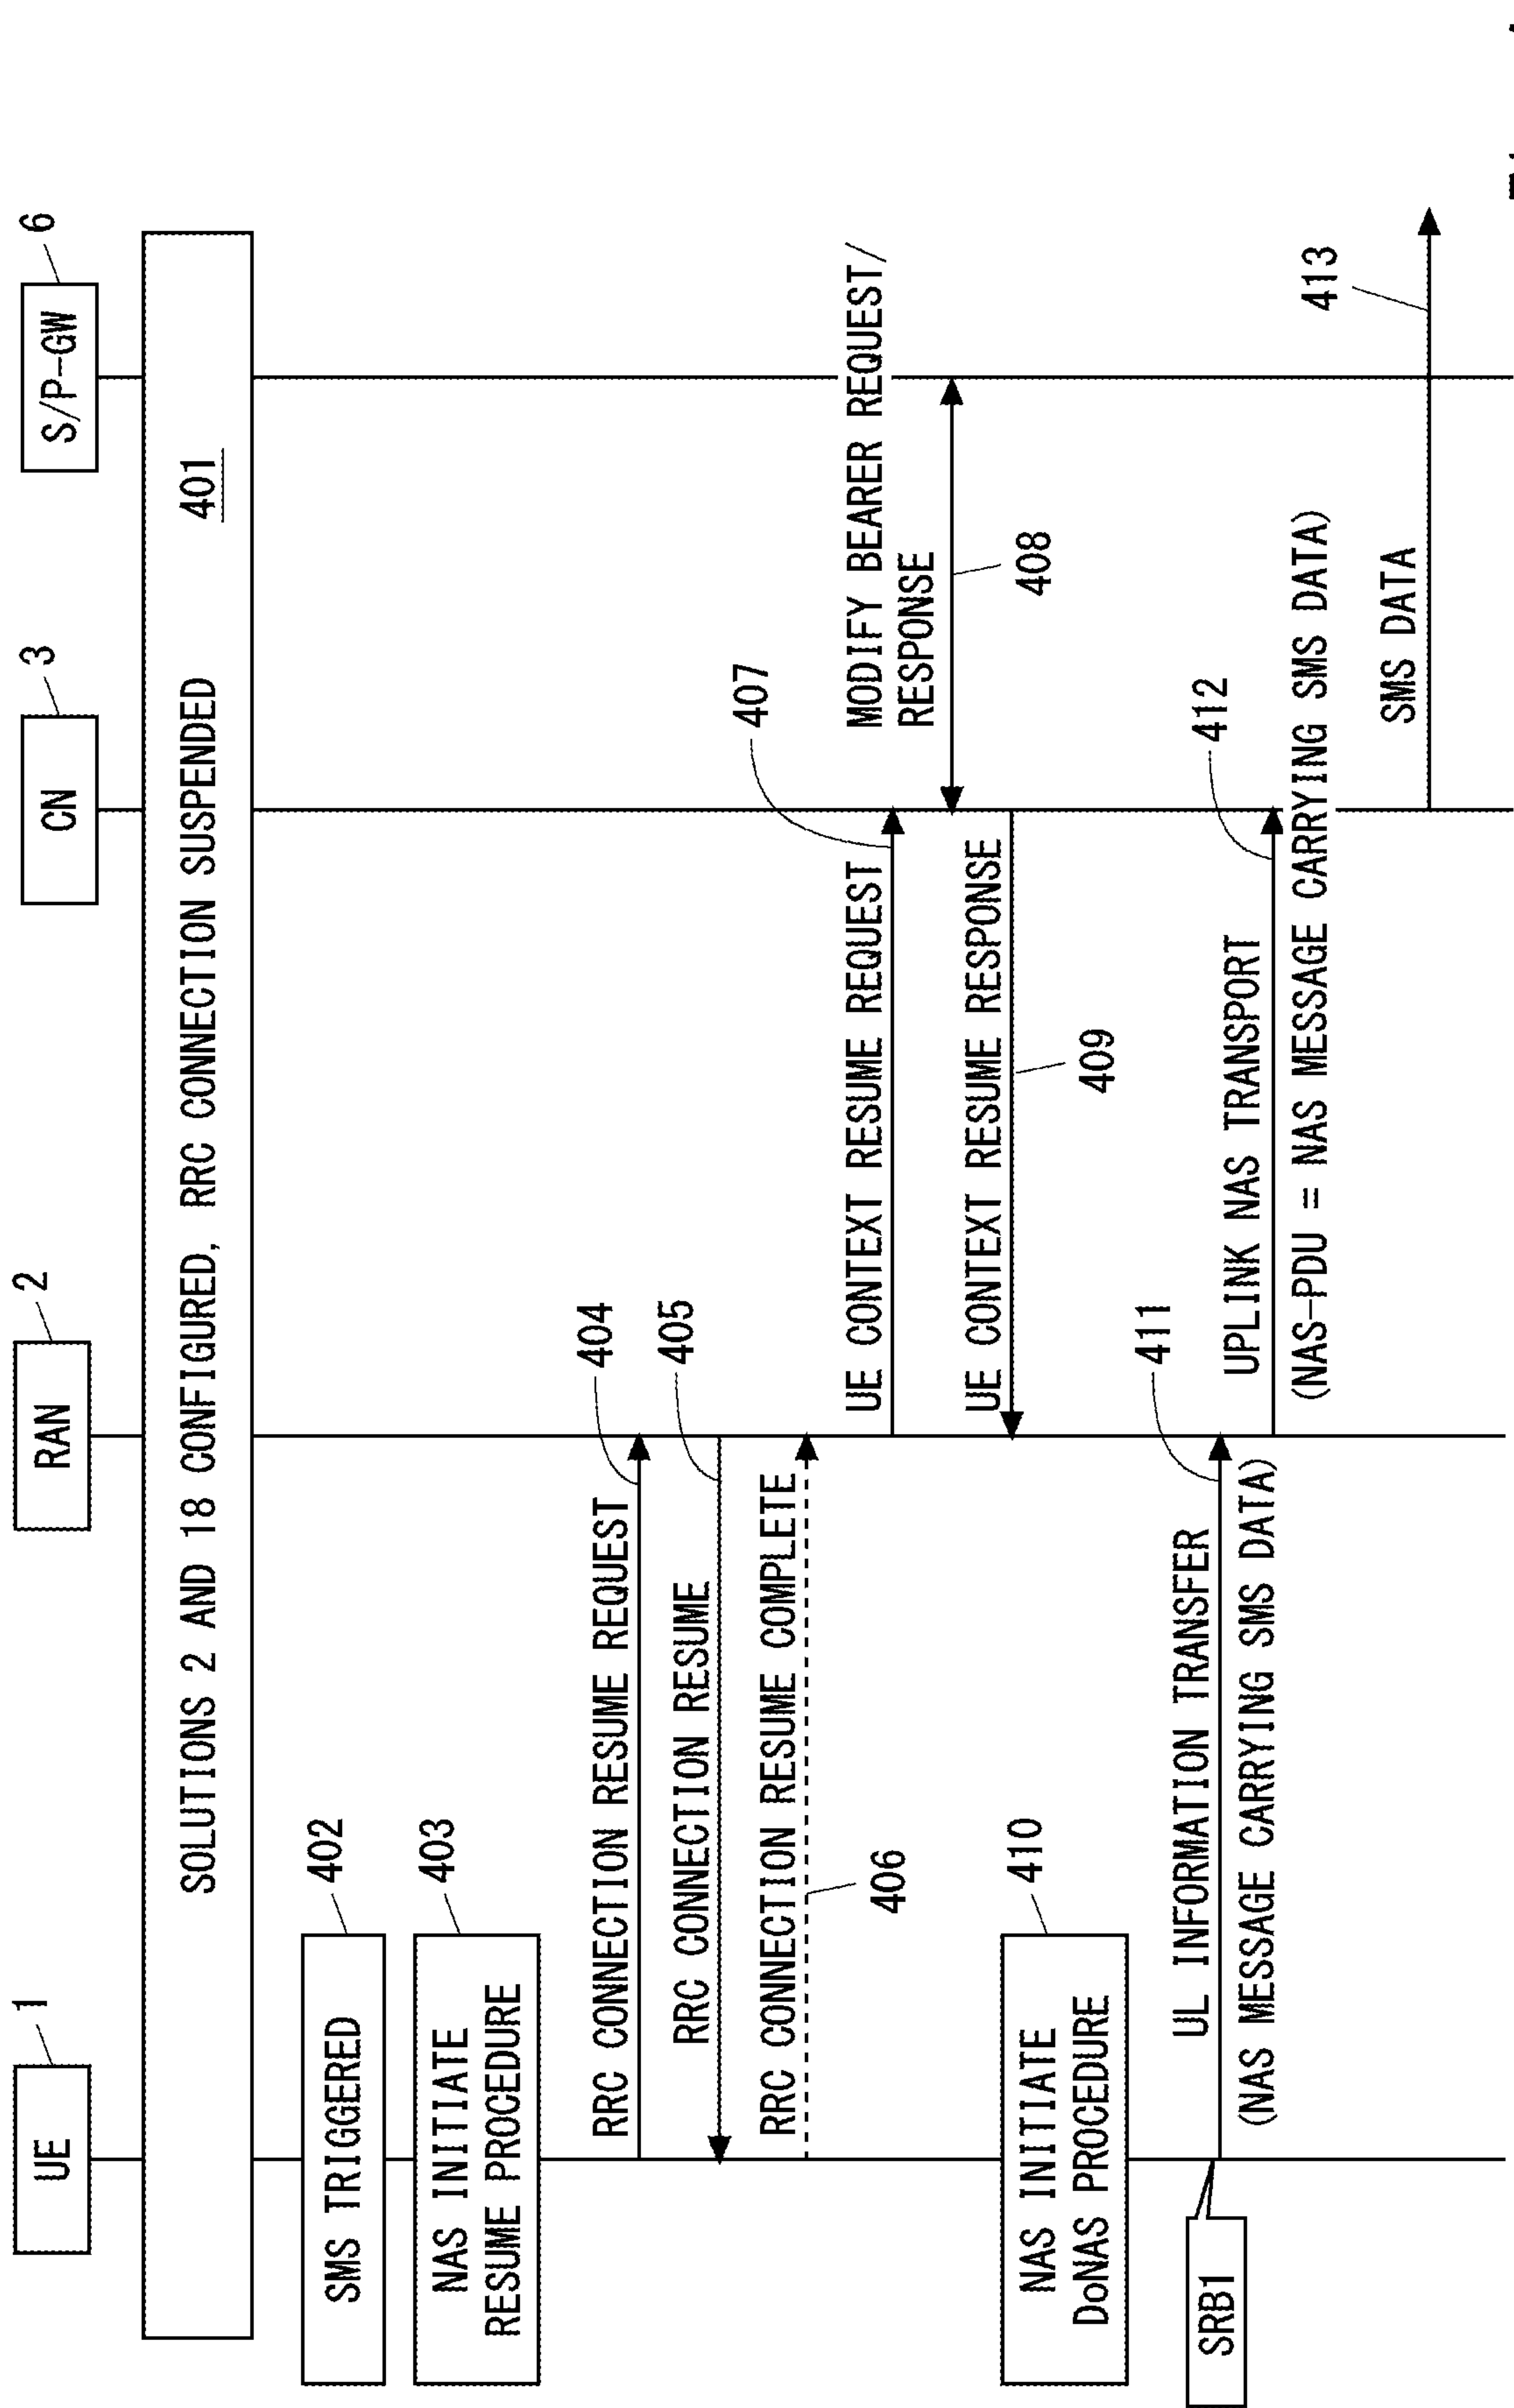 UE
1
RAN
2
CN
3
S/P-GW
6
SOLUTIONS 2 AND 18 CONFIGURED, RRC CONNECTION SUSPENDED
401
SMS TRIGGERED
402
NAS INITIATE
RESUME PROCEDURE
403
RRC CONNECTION RESUME REQUEST
404
RRC CONNECTION RESUME
405
RRC CONNECTION RESUME COMPLETE
406
UE CONTEXT RESUME REQUEST
407
MODIFY BEARER REQUEST/
RESPONSE
408
UE CONTEXT RESUME RESPONSE
409
NAS INITIATE
DoNAS PROCEDURE
410
SRB1
UL INFORMATION TRANSFER
411
(NAS MESSAGE CARRYING SMS DATA)
UPLINK NAS TRANSPORT
412
(NAS-PDU = NAS MESSAGE CARRYING SMS DATA)
SMS DATA
413